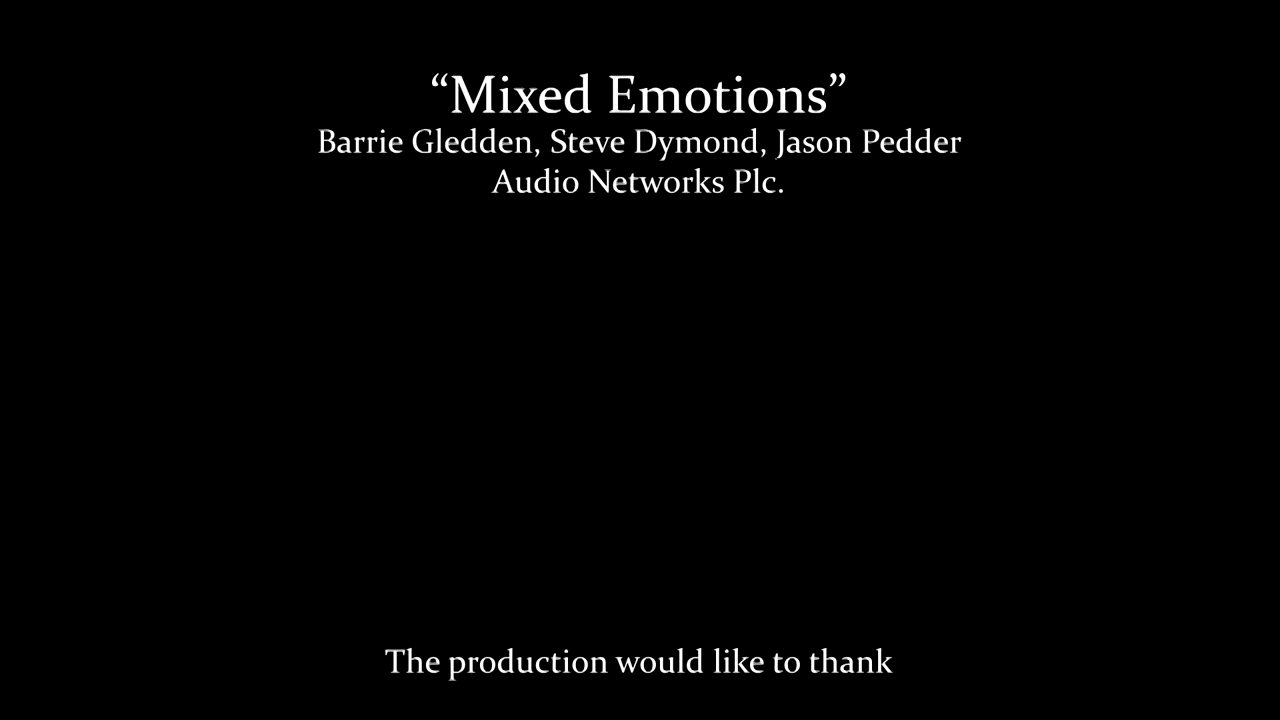 “Mixed Emotions”
Barrie Gledden, Steve Dymond, Jason Pedder
Audio Networks Plc.
The production would like to thank